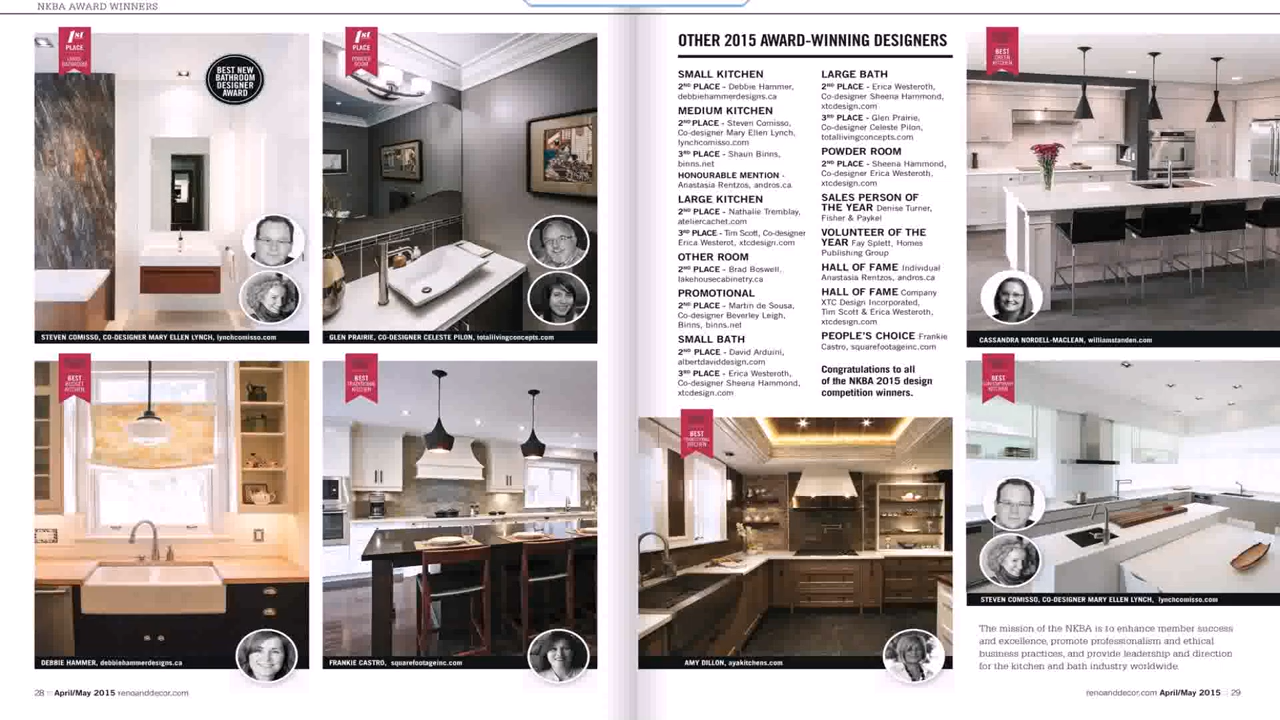 NKBA AWARD WINNERS
1ST
PLACE
BEST NEW
BATHROOM
DESIGNER
AWARD
STEVEN COMISSO, CO-DESIGNER MARY ELLEN LYNCH, lynchcomisso.com
1ST
PLACE
POWDER
ROOM
GLEN PRAIRIE, CO-DESIGNER CELESTE PILON, totallivingconcepts.com
BEST
BUDGET
KITCHEN
DEBBIE HAMMER, debbiehammerdesigns.ca
BEST
TRADITIONAL
KITCHEN
FRANKIE CASTRO, squarefootageinc.com
28 April/May 2015 renoanddecor.com
OTHER 2015 AWARD-WINNING DESIGNERS
SMALL KITCHEN
2ND PLACE - Debbie Hammer,
debbiehammerdesigns.ca
MEDIUM KITCHEN
2ND PLACE - Steven Comisso,
Co-designer Mary Ellen Lynch,
lynchcomisso.com
3RD PLACE - Shaun Binns,
binns.net
HONOURABLE MENTION -
Anastasia Rentzos, andros.ca
LARGE KITCHEN
2ND PLACE - Nathalie Tremblay,
ateliercachet.com
3RD PLACE - Tim Scott, Co-designer
Erica Westerot, xtcdesign.com
OTHER ROOM
2ND PLACE - Brad Boswell,
lakehousecabinetry.ca
PROMOTIONAL
2ND PLACE - Martin de Sousa,
Co-designer Beverley Leigh,
Binns, binns.net
SMALL BATH
2ND PLACE - David Arduini,
albertdaviddesign.com
3RD PLACE - Erica Westeroth,
Co-designer Sheena Hammond,
xtcdesign.com
LARGE BATH
2ND PLACE - Erica Westeroth,
Co-designer Sheena Hammond,
xtcdesign.com
3RD PLACE - Glen Prairie,
Co-designer Celeste Pilon,
totallivingconcepts.com
POWDER ROOM
2ND PLACE - Sheena Hammond,
Co-designer Erica Westeroth,
xtcdesign.com
SALES PERSON OF
THE YEAR Denise Turner,
Fisher & Paykel
VOLUNTEER OF THE
YEAR Fay Splett, Homes
Publishing Group
HALL OF FAME Individual
Anastasia Rentzos, andros.ca
HALL OF FAME Company
XTC Design Incorporated,
Tim Scott & Erica Westeroth,
xtcdesign.com
PEOPLE'S CHOICE Frankie
Castro, squarefootageinc.com
Congratulations to all
of the NKBA 2015 design
competition winners.
BEST
KITCHEN
AMY DILLON, ayakitchens.com
BEST
GREEN
KITCHEN
CASSANDRA NORDELL-MACLEAN, williamstanden.com
BEST
CONTEMPORARY
KITCHEN
STEVEN COMISSO, CO-DESIGNER MARY ELLEN LYNCH, lynchcomisso.com
The mission of the NKBA is to enhance member success
and excellence, promote professionalism and ethical
business practices, and provide leadership and direction
for the kitchen and bath industry worldwide.
renoanddecor.com April/May 2015 29